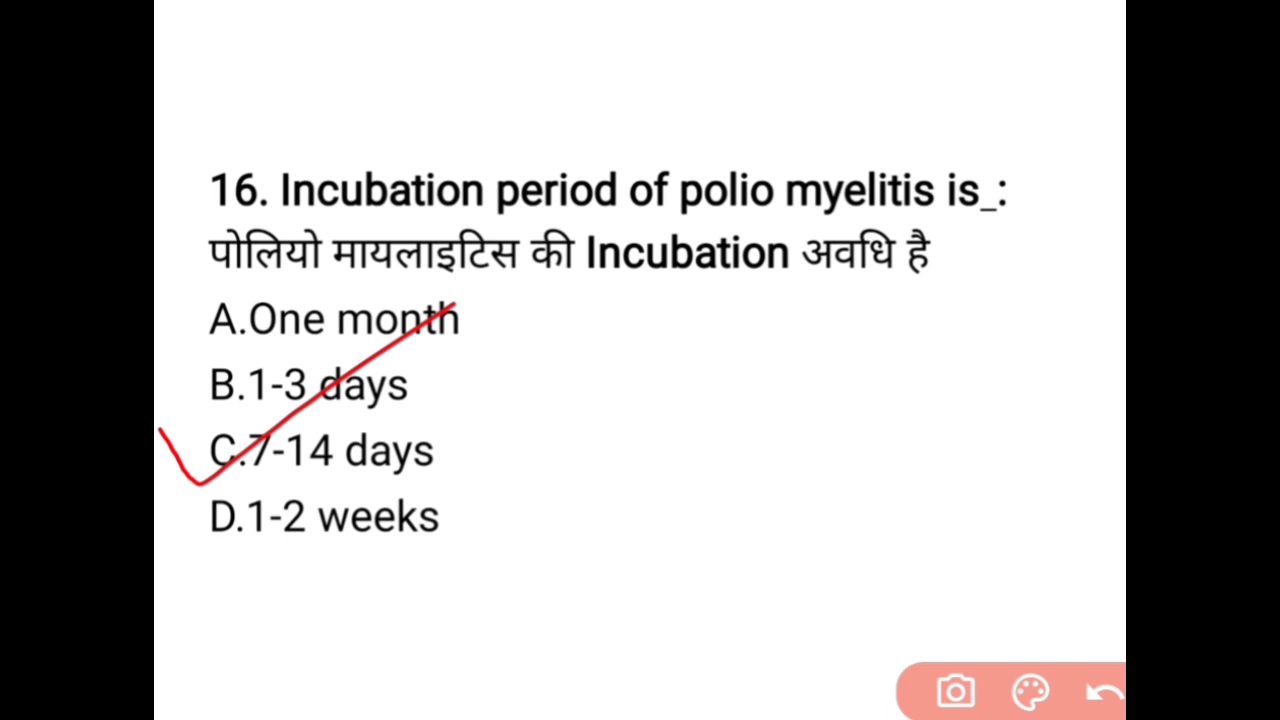 16. Incubation period of polio myelitis is_:
पोलियो मायलाइटिस की Incubation अवधि है
A.One month
B.1-3 days
C.7-14 days
D.1-2 weeks